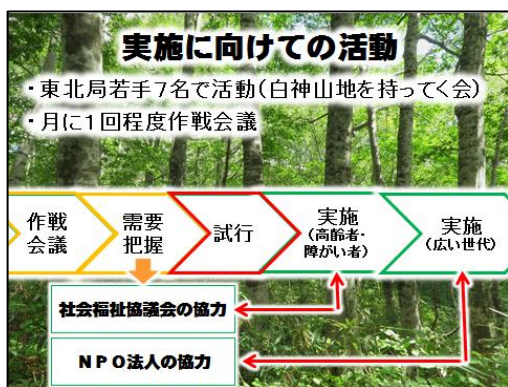 実施に向けての活動
・東北局若手7名で活動(白神山地を持ってく会)
・月に1回程度作戦会議
作戦
会議
需要
把握
試行
実施
(高齢者・
障がい者)
実施
(広い世代)
社会福祉協議会の協力
NPO法人の協力